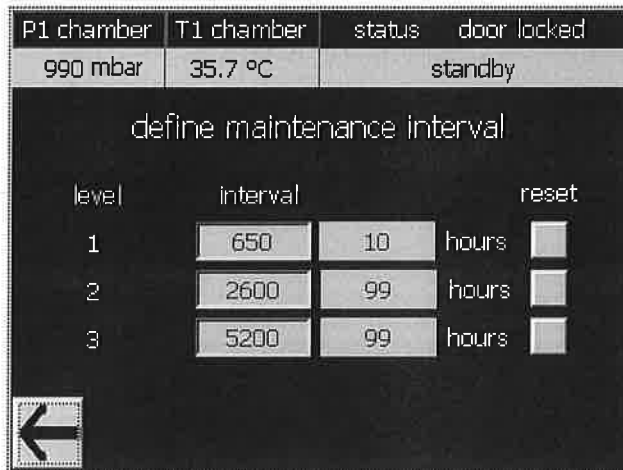 P1 chamber T1 chamber status door locked
990 mbar 35.7 ºC standby
define maintenance interval
level interval reset
1 650 10 hours
2 2600 99 hours
3 5200 99 hours